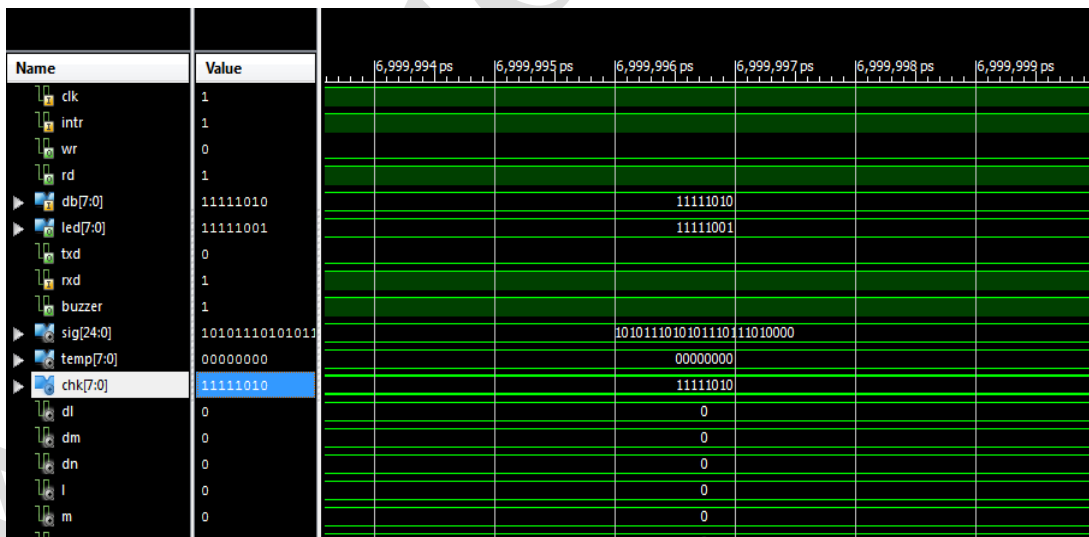 Name Value 6,999,994 ps 6,999,995 ps 6,999,996 ps 6,999,997 ps 6,999,998 ps 6,999,999 ps
clk 1
intr 1
wr 0
rd 1
db[7:0] 11111010 11111010
led[7:0] 11111001 11111001
txd 0
rxd 1
buzzer 1
sig[24:0] 10101110101011 1010111010101110111010000
temp[7:0] 00000000 00000000
chk[7:0] 11111010 11111010
dl 0 0
dm 0 0
dn 0 0
l 0 0
m 0 0